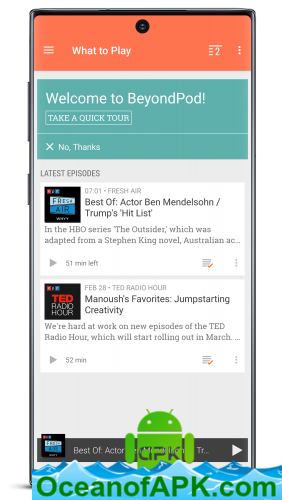 What to Play
2
Welcome to BeyondPod!
TAKE A QUICK TOUR
No, Thanks
LATEST EPISODES
n p r
FRESH
AIR
WHYY
07:01 • FRESH AIR
Best Of: Actor Ben Mendelsohn /
Trump's 'Hit List'
In the HBO series 'The Outsider,' which was
adapted from a Stephen King novel, Australian ac…
51 min left
n p r
TED
RADIO
HOUR
FEB 28 • TED RADIO HOUR
Manoush's Favorites: Jumpstarting
Creativity
We're hard at work on new episodes of the TED
Radio Hour, which will start rolling out in March. …
52 min
FRESH
AIR
Best Of: Actor Ben Mendelsohn / Tr…
APK
OceanofAPK.com